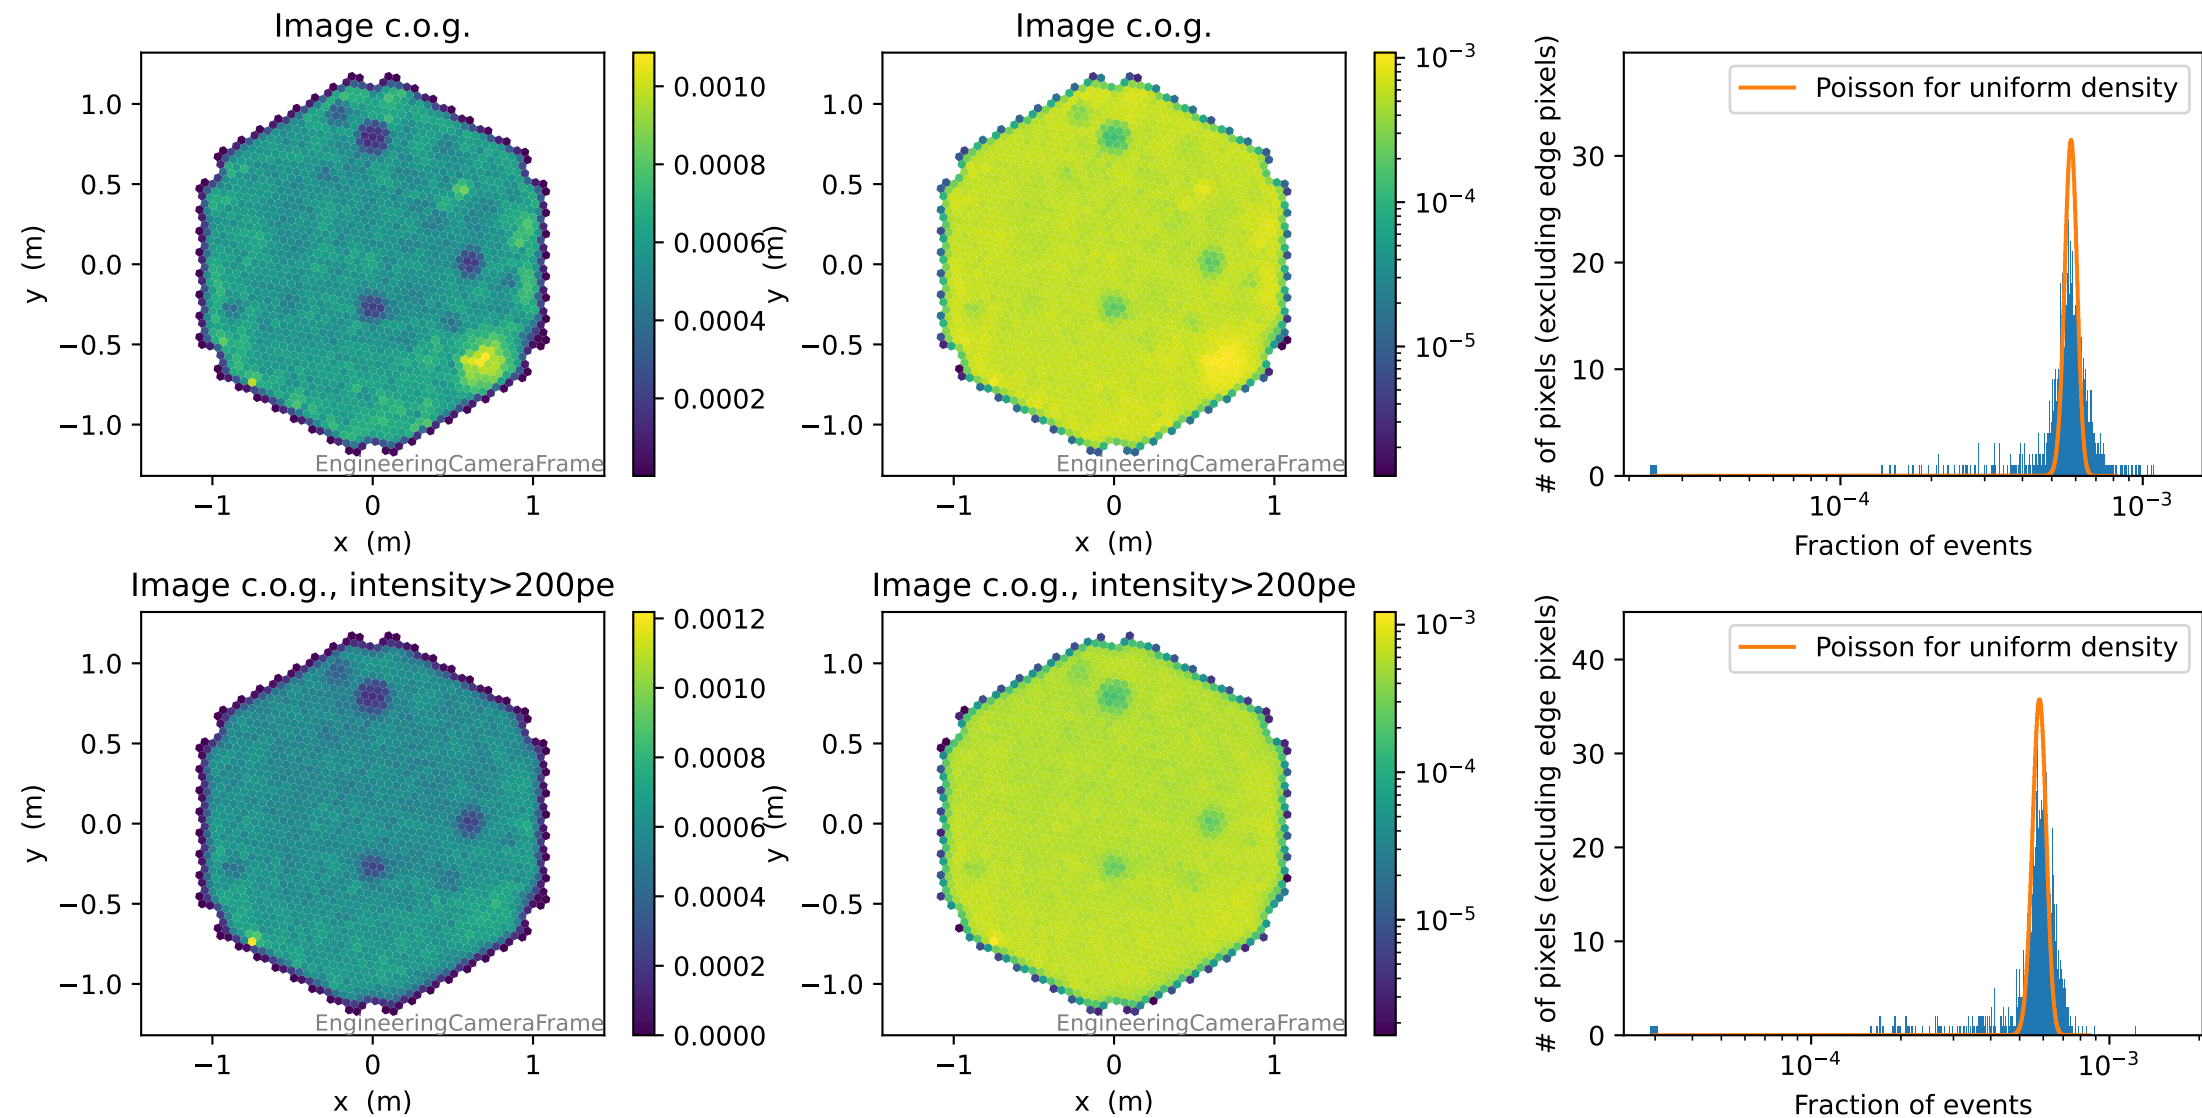 Image c.o.g.
1.0
0.5
0.0
−0.5
−1.0
y (m)
−1 0 1
x (m)
EngineeringCameraFrame
0.0010
0.0008
0.0006
0.0004
0.0002
Image c.o.g.
1.0
0.5
0.0
−0.5
−1.0
y (m)
−1 0 1
x (m)
EngineeringCameraFrame
10⁻³
10⁻⁴
10⁻⁵
Poisson for uniform density
# of pixels (excluding edge pixels)
30
20
10
0
10⁻⁴ 10⁻³
Fraction of events
Image c.o.g., intensity>200pe
1.0
0.5
0.0
−0.5
−1.0
y (m)
−1 0 1
x (m)
EngineeringCameraFrame
0.0012
0.0010
0.0008
0.0006
0.0004
0.0002
0.0000
Image c.o.g., intensity>200pe
1.0
0.5
0.0
−0.5
−1.0
y (m)
−1 0 1
x (m)
EngineeringCameraFrame
10⁻³
10⁻⁴
10⁻⁵
Poisson for uniform density
# of pixels (excluding edge pixels)
40
30
20
10
0
10⁻⁴ 10⁻³
Fraction of events